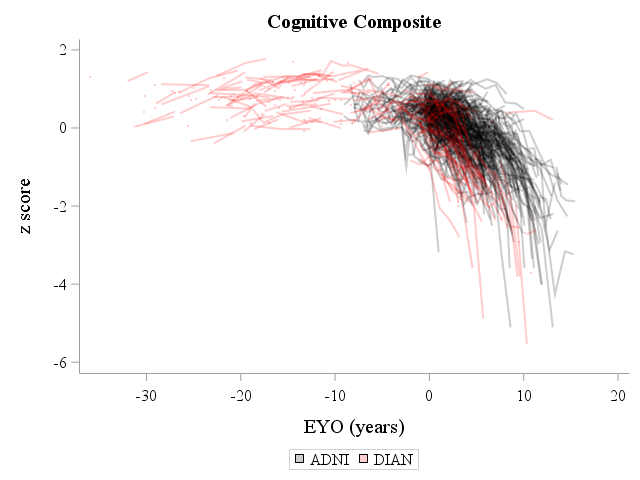 Cognitive Composite
2
0
-2
-4
-6
z score
-30 -20 -10 0 10 20
EYO (years)
ADNI DIAN